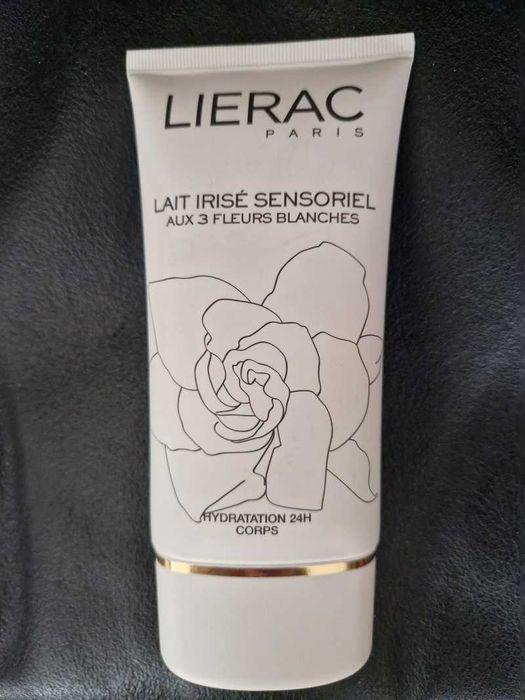 LIERAC
PARIS
LAIT IRISÉ SENSORIEL
AUX 3 FLEURS BLANCHES
HYDRATATION 24H
CORPS